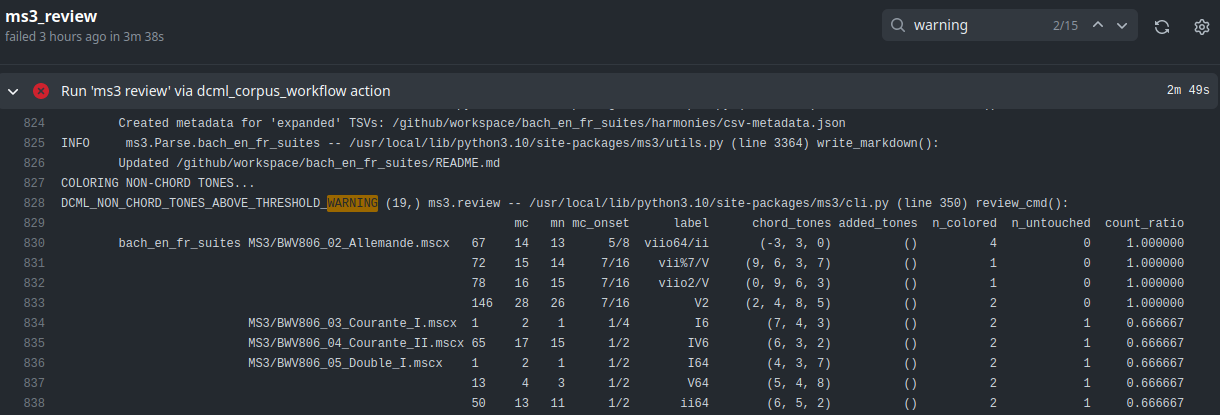 ms3_review
failed 3 hours ago in 3m 38s
warning 2/15
Run 'ms3 review' via dcml_corpus_workflow action 2m 49s
824 Created metadata for 'expanded' TSVs: /github/workspace/bach_en_fr_suites/harmonies/csv-metadata.json
825 INFO ms3.Parse.bach_en_fr_suites -- /usr/local/lib/python3.10/site-packages/ms3/utils.py (line 3364) write_markdown():
826 Updated /github/workspace/bach_en_fr_suites/README.md
827 COLORING NON-CHORD TONES...
828 DCML_NON_CHORD_TONES_ABOVE_THRESHOLD_WARNING (19,) ms3.review -- /usr/local/lib/python3.10/site-packages/ms3/cli.py (line 350) review_cmd():
829 mc mn mc_onset label chord_tones added_tones n_colored n_untouched count_ratio
830 bach_en_fr_suites MS3/BWV806_02_Allemande.mscx 67 14 13 5/8 viio64/ii (-3, 3, 0) () 4 0 1.000000
831 72 15 14 7/16 vii%7/V (9, 6, 3, 7) () 1 0 1.000000
832 78 16 15 7/16 viio2/V (0, 9, 6, 3) () 1 0 1.000000
833 146 28 26 7/16 V2 (2, 4, 8, 5) () 2 0 1.000000
834 MS3/BWV806_03_Courante_I.mscx 1 2 1 1/4 I6 (7, 4, 3) () 2 1 0.666667
835 MS3/BWV806_04_Courante_II.mscx 65 17 15 1/2 IV6 (6, 3, 2) () 2 1 0.666667
836 MS3/BWV806_05_Double_I.mscx 1 2 1 1/2 I64 (4, 3, 7) () 2 1 0.666667
837 13 4 3 1/2 V64 (5, 4, 8) () 2 1 0.666667
838 50 13 11 1/2 ii64 (6, 5, 2) () 2 1 0.666667